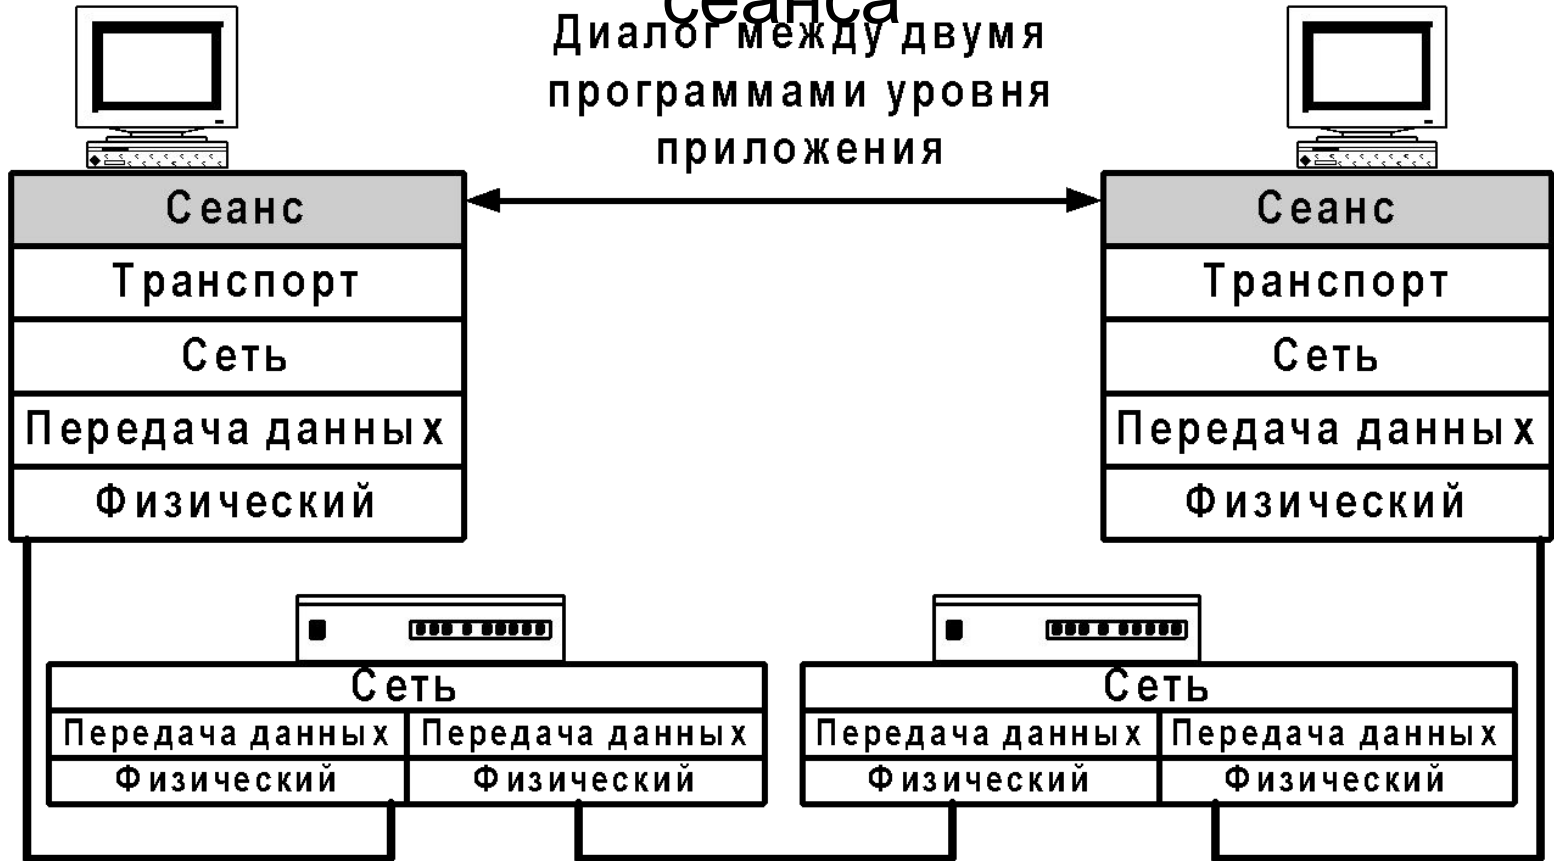 сеанса
Диалог между двумя
программами уровня
приложения
Сеанс
Транспорт
Сеть
Передача данных
Физический
Сеанс
Транспорт
Сеть
Передача данных
Физический
Сеть
Передача данных Передача данных
Физический Физический
Сеть
Передача данных Передача данных
Физический Физический